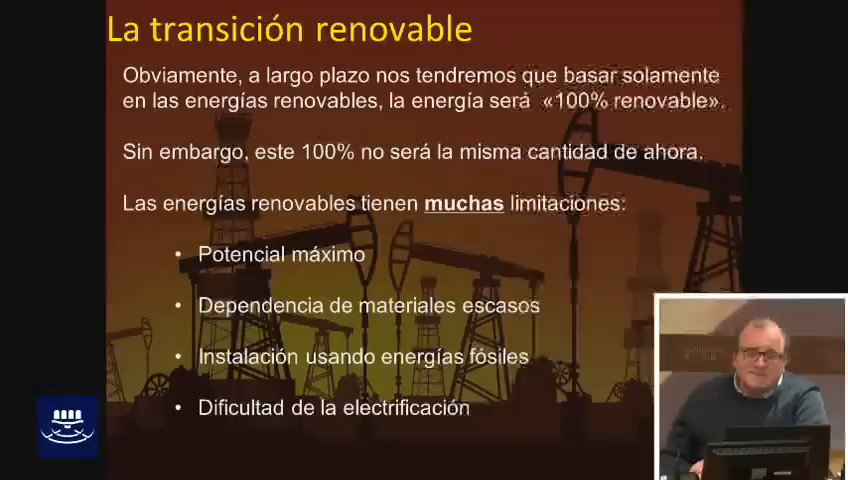 La transición renovable
Obviamente, a largo plazo nos tendremos que basar solamente
en las energías renovables, la energía será «100% renovable».
Sin embargo, este 100% no será la misma cantidad de ahora.
Las energías renovables tienen muchas limitaciones:
• Potencial máximo
• Dependencia de materiales escasos
• Instalación usando energías fósiles
• Dificultad de la electrificación